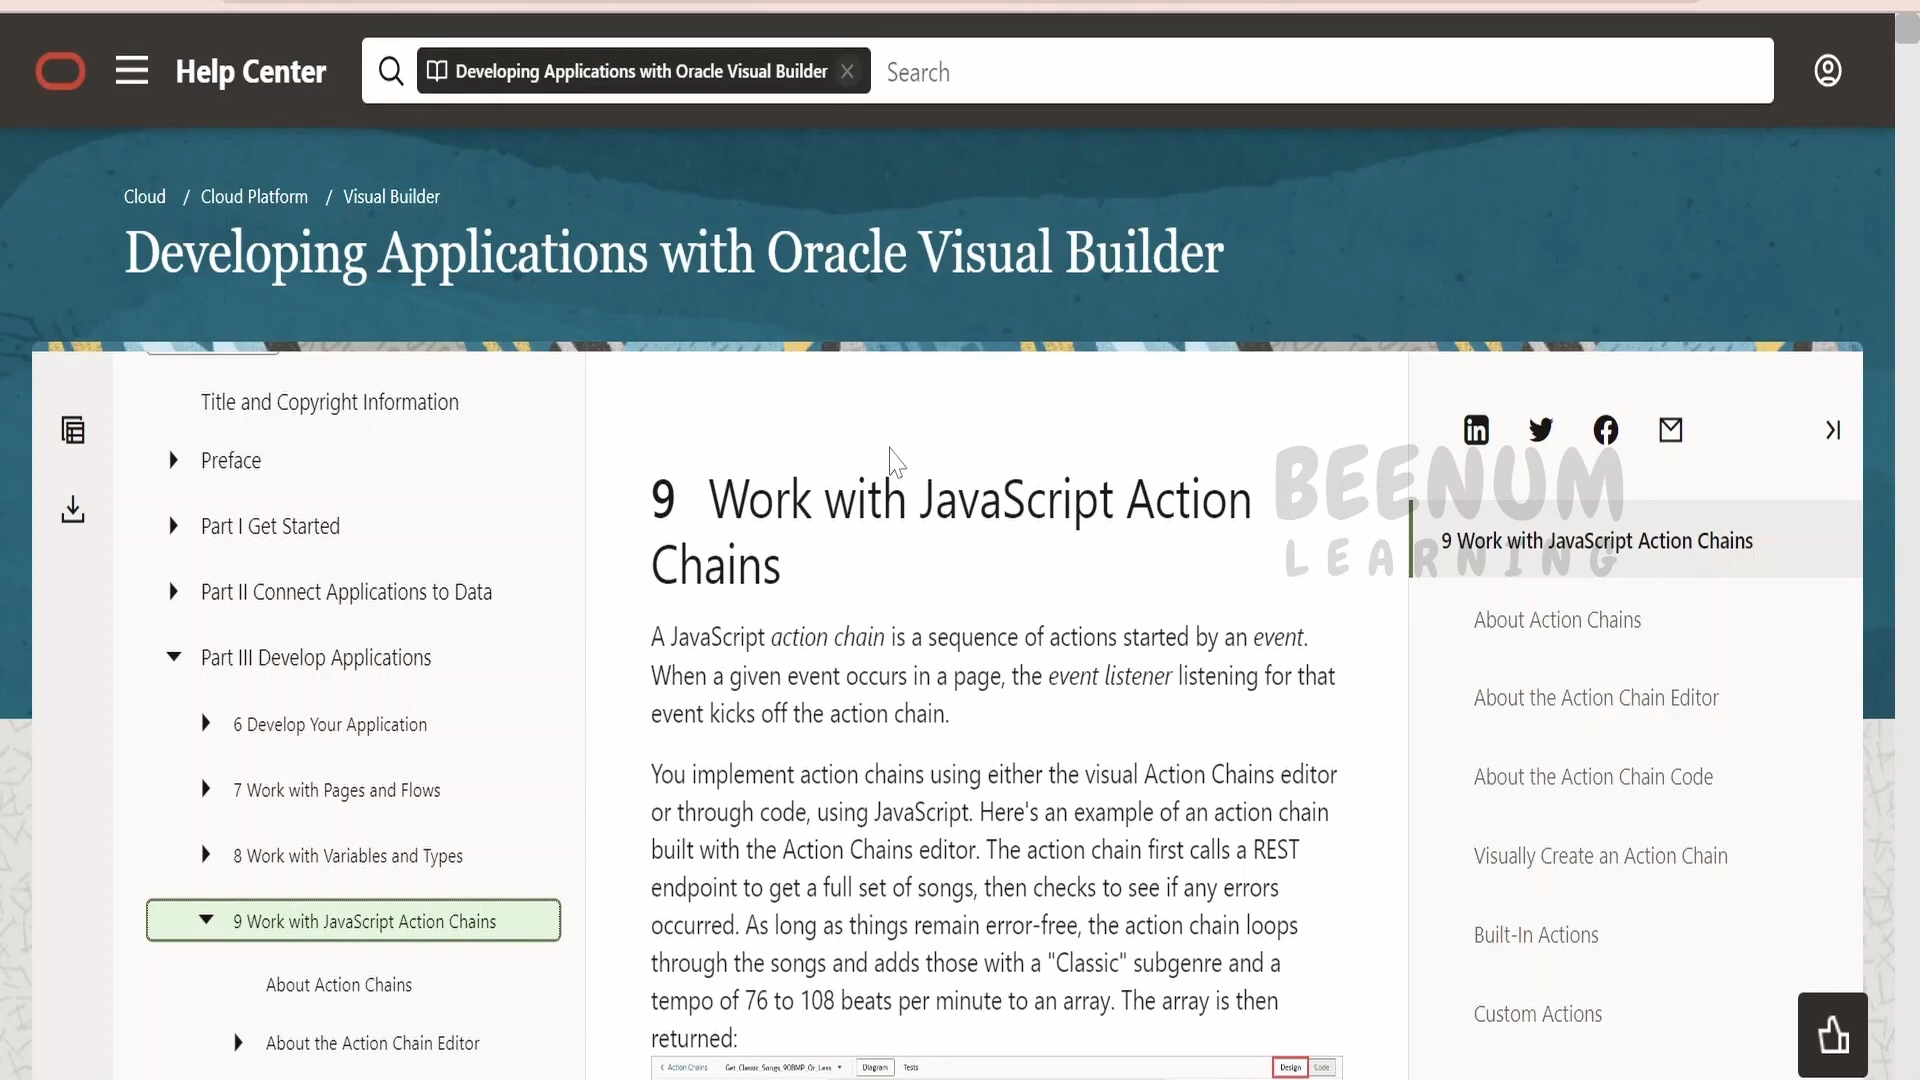 Help Center
Developing Applications with Oracle Visual Builder
Search
Cloud / Cloud Platform / Visual Builder
Developing Applications with Oracle Visual Builder
Title and Copyright Information
Preface
Part I Get Started
Part II Connect Applications to Data
Part III Develop Applications
6 Develop Your Application
7 Work with Pages and Flows
8 Work with Variables and Types
9 Work with JavaScript Action Chains
About Action Chains
About the Action Chain Editor
9 Work with JavaScript Action
Chains
A JavaScript action chain is a sequence of actions started by an event.
When a given event occurs in a page, the event listener listening for that
event kicks off the action chain.
You implement action chains using either the visual Action Chains editor
or through code, using JavaScript. Here's an example of an action chain
built with the Action Chains editor. The action chain first calls a REST
endpoint to get a full set of songs, then checks to see if any errors
occurred. As long as things remain error-free, the action chain loops
through the songs and adds those with a "Classic" subgenre and a
tempo of 76 to 108 beats per minute to an array. The array is then
returned:
< Action Chains Get_Classic_Songs_90BMP_Or_Less Diagram Tests Design Code
BEENUM
LEARNING
9 Work with JavaScript Action Chains
About Action Chains
About the Action Chain Editor
About the Action Chain Code
Visually Create an Action Chain
Built-In Actions
Custom Actions